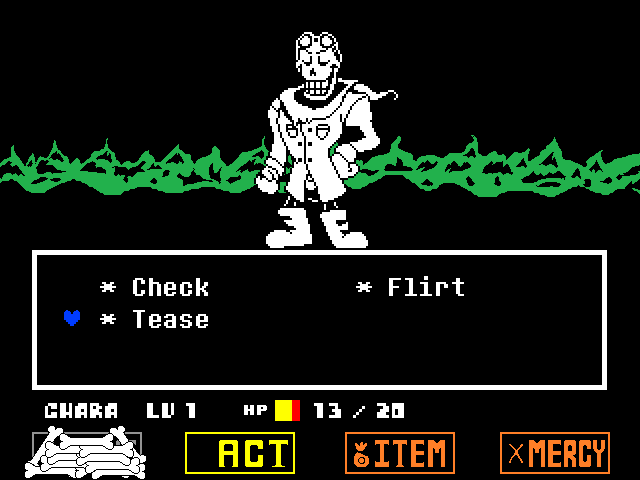 * Check * Flirt
* Tease
CHARA LV 1 HP 13 / 20
ACT ITEM MERCY